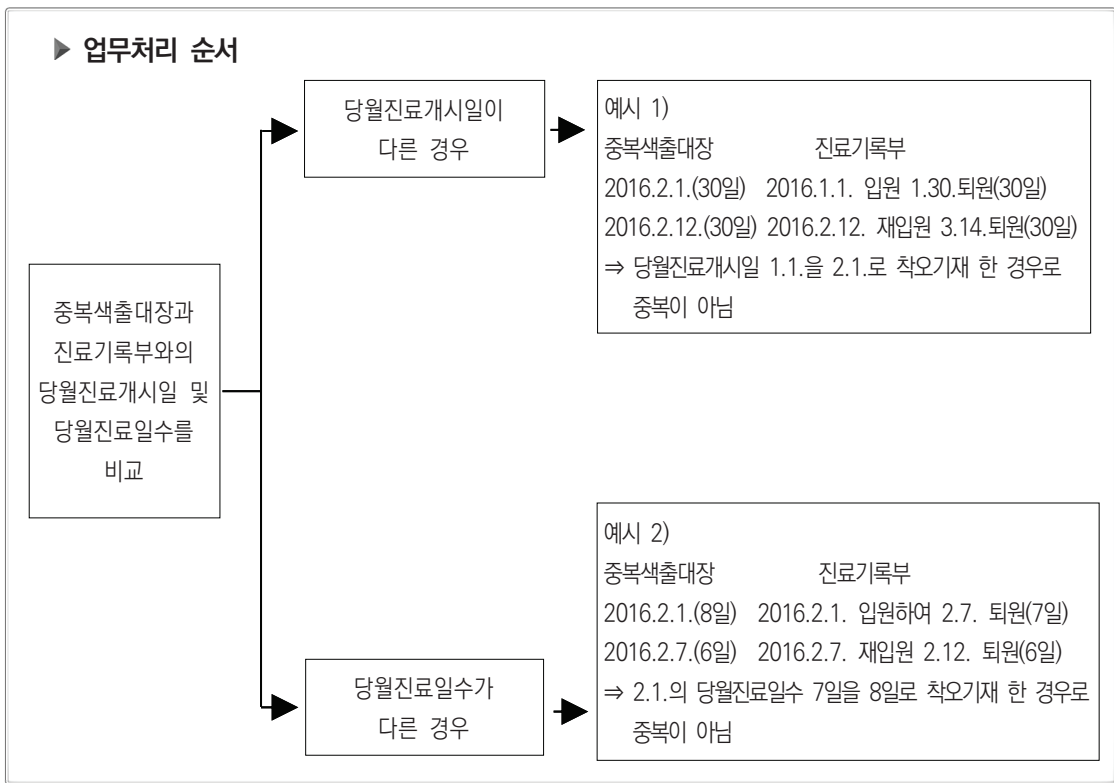 ▶ 업무처리 순서
중복색출대장과
진료기록부와의
당월진료개시일 및
당월진료일수를
비교
당월진료개시일이
다른 경우
예시 1)
중복색출대장 진료기록부
2016.2.1.(30일) 2016.1.1. 입원 1.30.퇴원(30일)
2016.2.12.(30일) 2016.2.12. 재입원 3.14.퇴원(30일)
⇒ 당월진료개시일 1.1.을 2.1.로 착오기재 한 경우로
중복이 아님
당월진료일수가
다른 경우
예시 2)
중복색출대장 진료기록부
2016.2.1.(8일) 2016.2.1. 입원하여 2.7. 퇴원(7일)
2016.2.7.(6일) 2016.2.7. 재입원 2.12. 퇴원(6일)
⇒ 2.1.의 당월진료일수 7일을 8일로 착오기재 한 경우로
중복이 아님